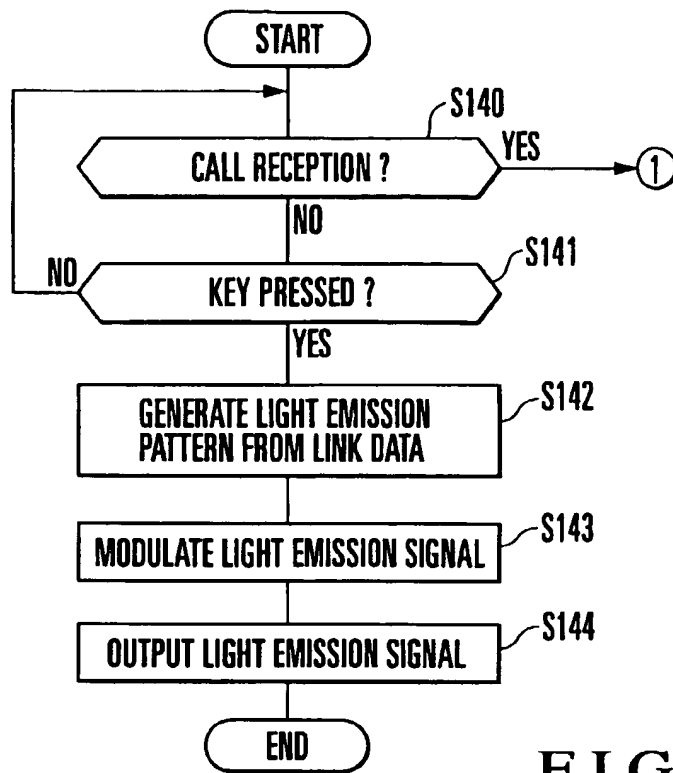 START
S140
CALL RECEPTION ?
YES
1
NO
S141
NO
KEY PRESSED ?
YES
S142
GENERATE LIGHT EMISSION
PATTERN FROM LINK DATA
S143
MODULATE LIGHT EMISSION SIGNAL
S144
OUTPUT LIGHT EMISSION SIGNAL
END
FIG